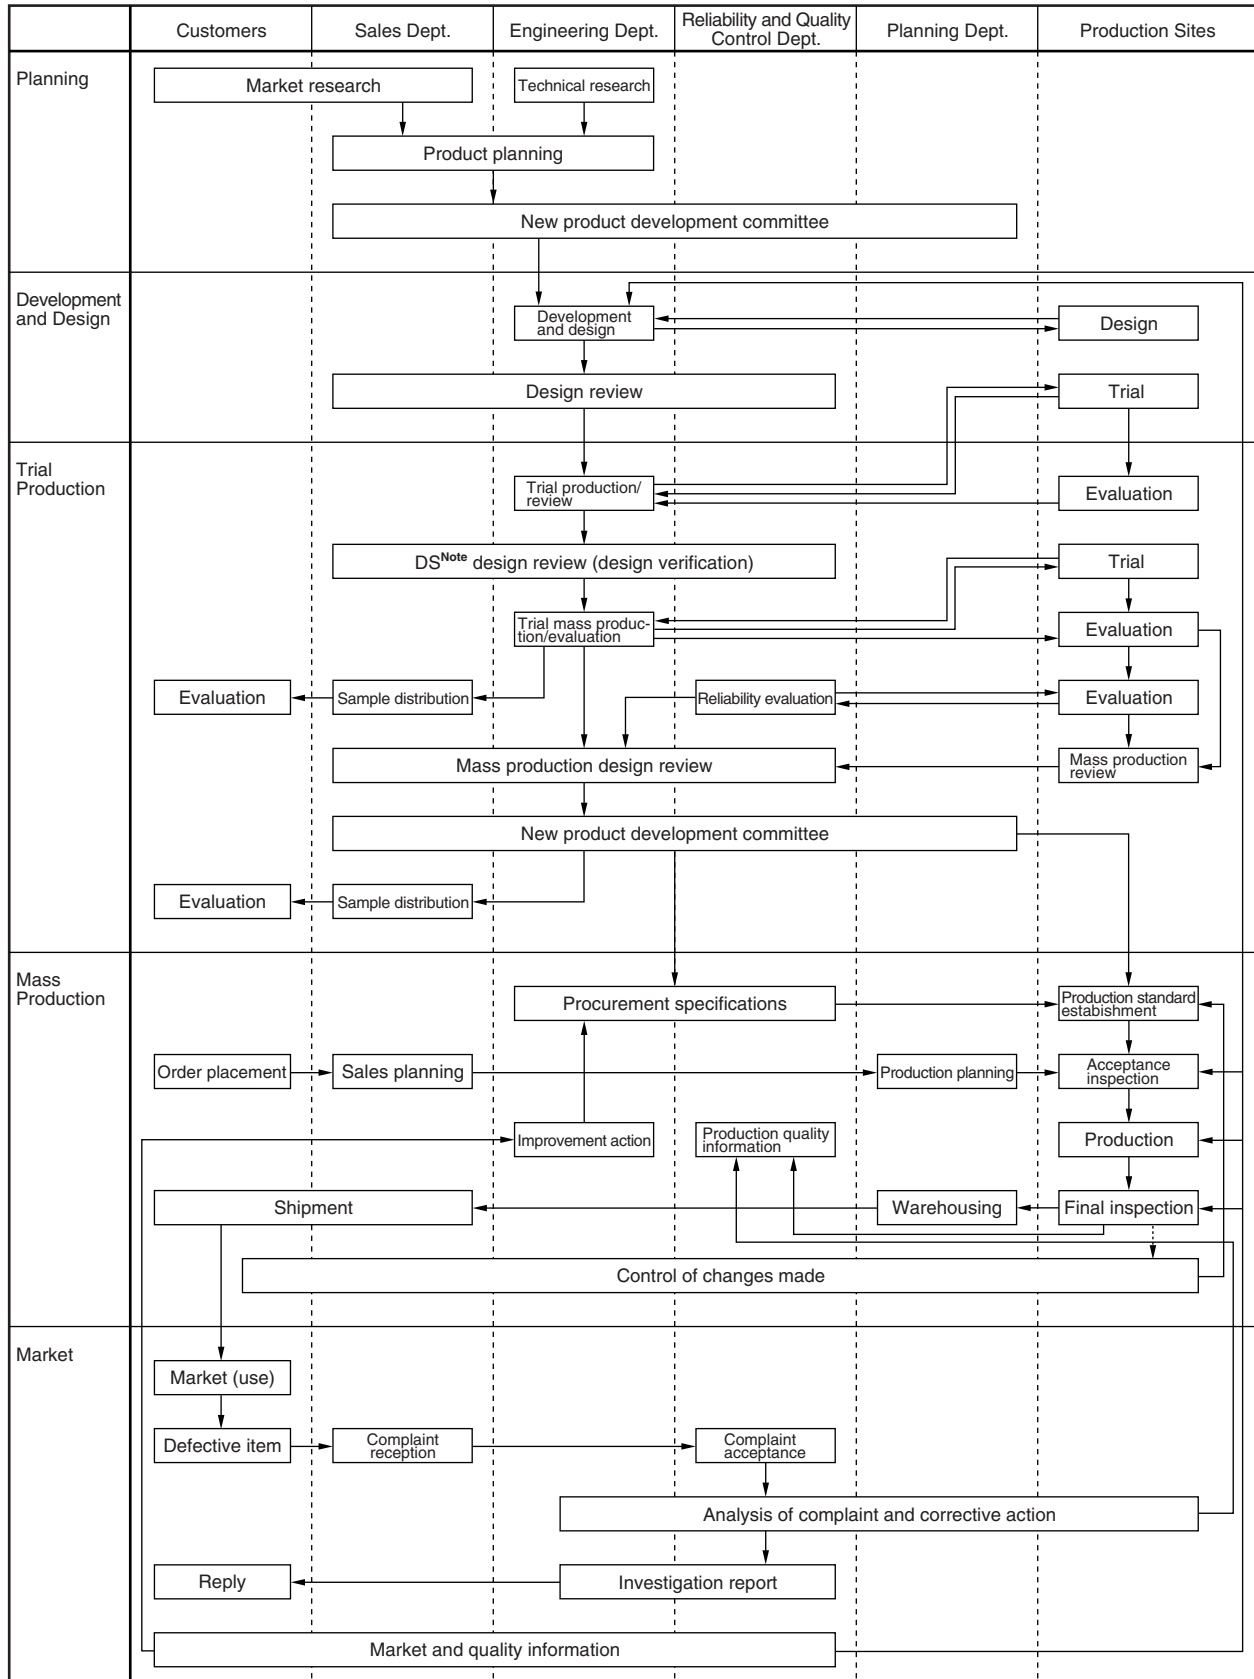 Customers
Sales Dept.
Engineering Dept.
Reliability and Quality
Control Dept.
Planning Dept.
Production Sites
Planning
Market research
Technical research
Product planning
New product development committee
Development
and Design
Development
and design
Design
Design review
Trial
Trial
Production
Trial production/
review
Evaluation
DSNote design review (design verification)
Trial
Trial mass produc-
tion/evaluation
Evaluation
Evaluation
Sample distribution
Reliability evaluation
Evaluation
Mass production design review
Mass production
review
New product development committee
Evaluation
Sample distribution
Mass
Production
Procurement specifications
Production standard
estabishment
Order placement
Sales planning
Production planning
Acceptance
inspection
Improvement action
Production quality
information
Production
Shipment
Warehousing
Final inspection
Control of changes made
Market
Market (use)
Defective item
Complaint
reception
Complaint
acceptance
Analysis of complaint and corrective action
Reply
Investigation report
Market and quality information